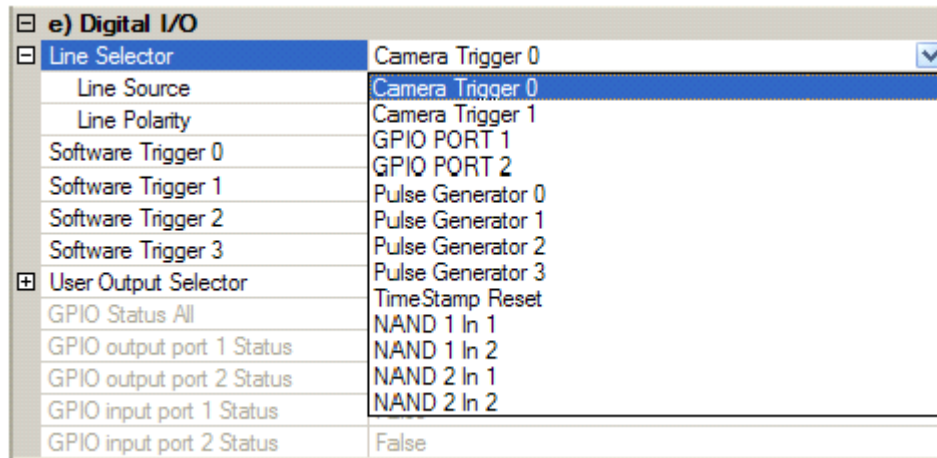 e) Digital I/O
Line Selector Camera Trigger 0
Line Source Camera Trigger 0
Line Polarity Camera Trigger 1
GPIO PORT 1
Software Trigger 0 GPIO PORT 2
Software Trigger 1 Pulse Generator 0
Pulse Generator 1
Software Trigger 2 Pulse Generator 2
Software Trigger 3 Pulse Generator 3
User Output Selector TimeStamp Reset
GPIO Status All NAND 1 In 1
GPIO output port 1 Status NAND 1 In 2
GPIO output port 2 Status NAND 2 In 1
GPIO input port 1 Status NAND 2 In 2
GPIO input port 2 Status False